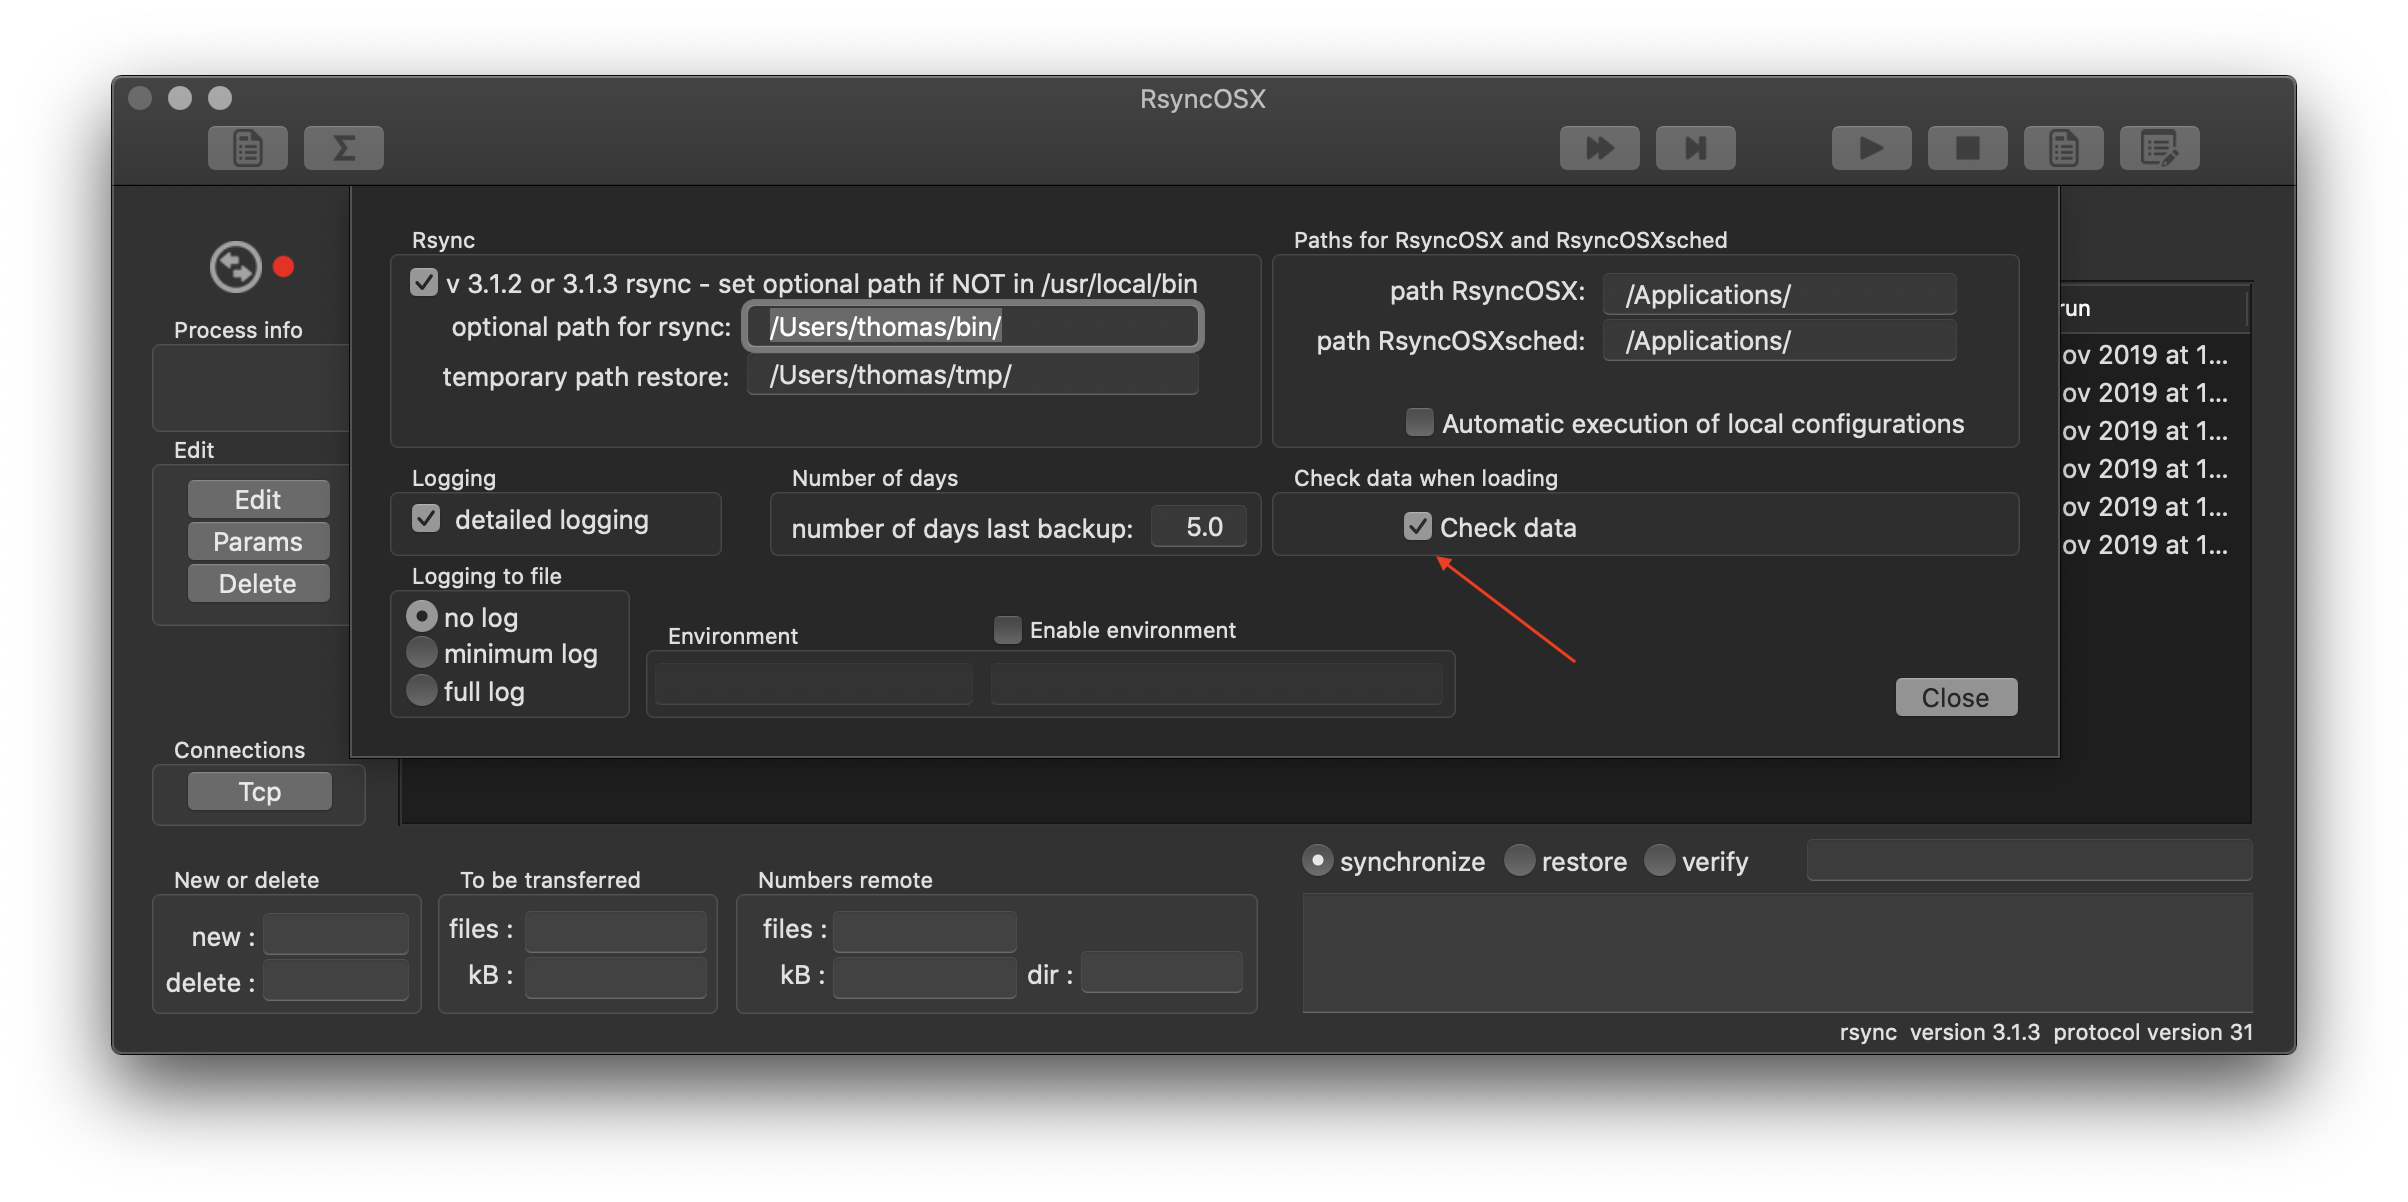 RsyncOSX
Rsync
v 3.1.2 or 3.1.3 rsync - set optional path if NOT in /usr/local/bin
optional path for rsync: /Users/thomas/bin/
temporary path restore: /Users/thomas/tmp/
Paths for RsyncOSX and RsyncOSXsched
path RsyncOSX: /Applications/
path RsyncOSXsched: /Applications/
Automatic execution of local configurations
Process info
Edit
Edit
Params
Delete
Logging
detailed logging
Number of days
number of days last backup: 5.0
Check data when loading
Check data
Logging to file
no log
minimum log
full log
Environment
Enable environment
Close
run
ov 2019 at 1...
ov 2019 at 1...
ov 2019 at 1...
ov 2019 at 1...
ov 2019 at 1...
ov 2019 at 1...
Connections
Tcp
synchronize restore verify
New or delete
new :
delete :
To be transferred
files :
kB :
Numbers remote
files :
kB : dir :
rsync version 3.1.3 protocol version 31